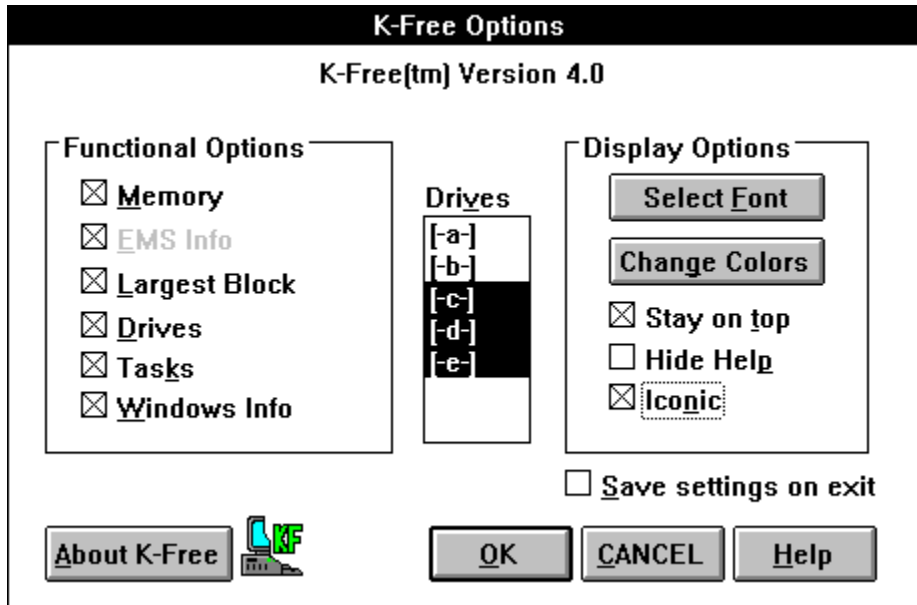 K-Free Options
K-Free(tm) Version 4.0
Functional Options
Memory
EMS Info
Largest Block
Drives
Tasks
Windows Info
Drives
[-a-]
[-b-]
[-c-]
[-d-]
[-e-]
Display Options
Select Font
Change Colors
Stay on top
Hide Help
Iconic
Save settings on exit
About K-Free
KF
OK
CANCEL
Help